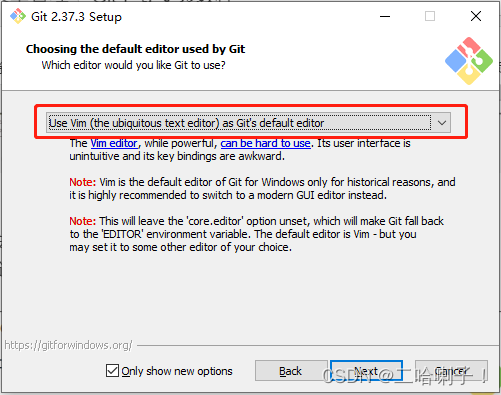 Git 2.37.3 Setup
Choosing the default editor used by Git
Which editor would you like Git to use?
Use Vim (the ubiquitous text editor) as Git's default editor
The Vim editor, while powerful, can be hard to use. Its user interface is
unintuitive and its key bindings are awkward.
Note: Vim is the default editor of Git for Windows only for historical reasons, and
it is highly recommended to switch to a modern GUI editor instead.
Note: This will leave the 'core.editor' option unset, which will make Git fall back
to the 'EDITOR' environment variable. The default editor is Vim - but you
may set it to some other editor of your choice.
https://gitforwindows.org/
Only show new options
Back
Next
Cancel
CSDN @二哈喇子！